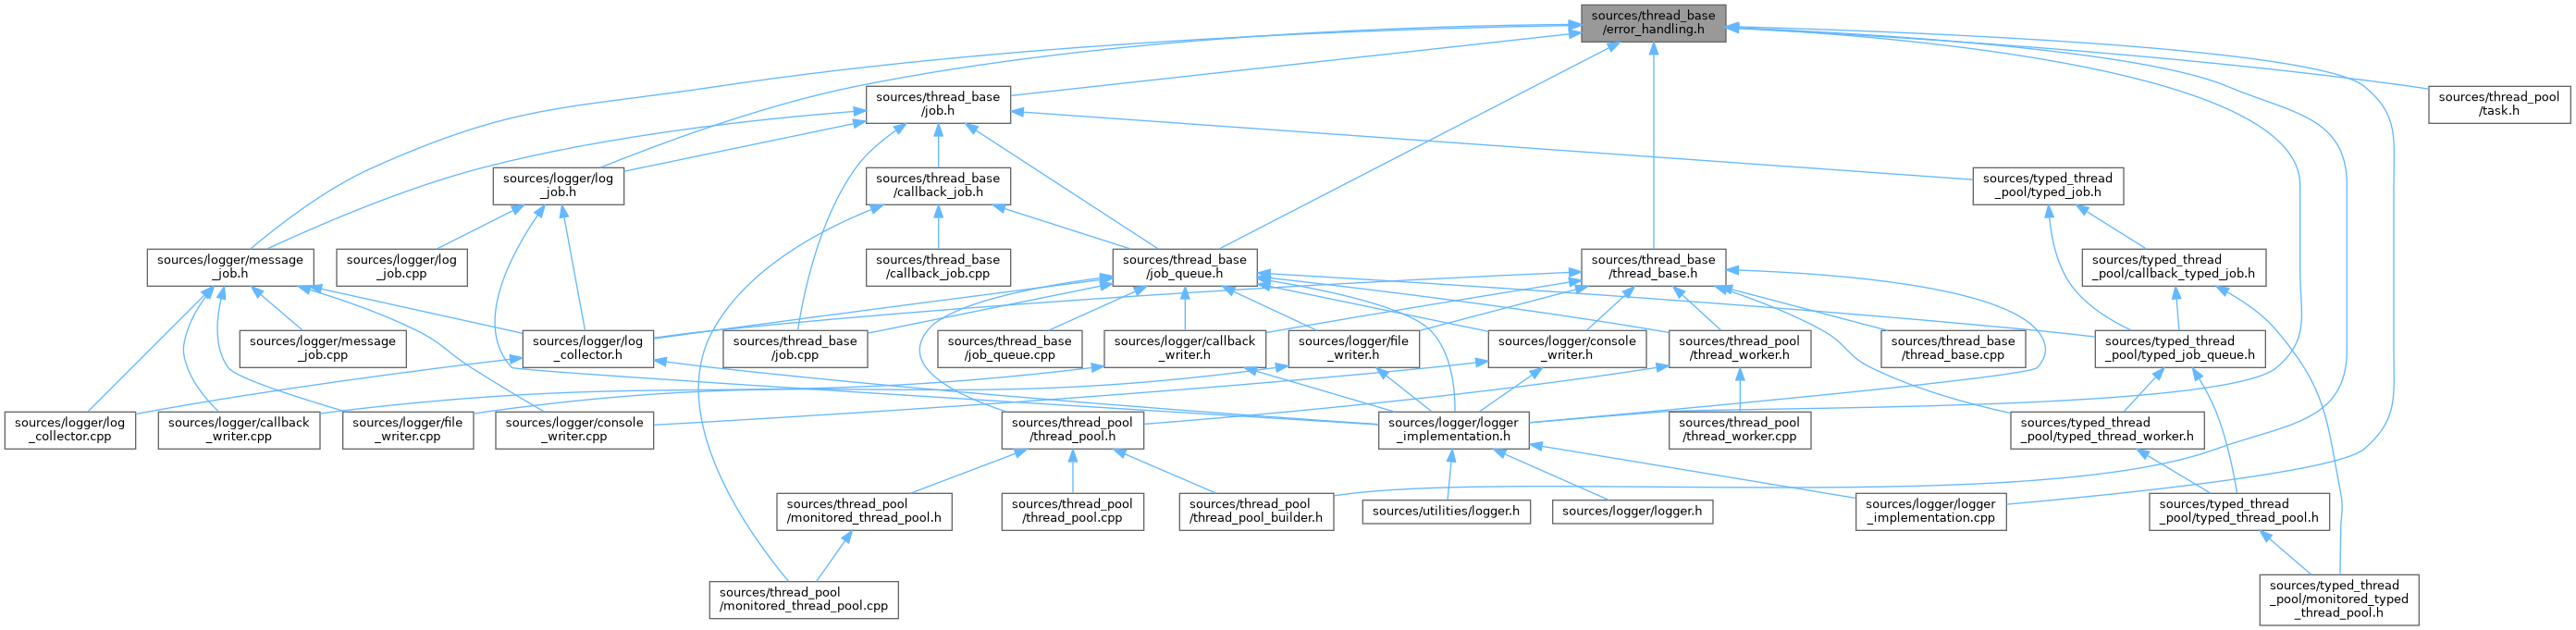 sources/thread_base
/error_handling.h
sources/thread_base
/job.h
sources/thread_pool
/task.h
sources/logger/log
_job.h
sources/thread_base
/callback_job.h
sources/typed_thread
_pool/typed_job.h
sources/logger/message
_job.h
sources/logger/log
_job.cpp
sources/thread_base
/callback_job.cpp
sources/thread_base
/job_queue.h
sources/thread_base
/thread_base.h
sources/typed_thread
_pool/callback_typed_job.h
sources/logger/message
_job.cpp
sources/logger/log
_collector.h
sources/thread_base
/job.cpp
sources/thread_base
/job_queue.cpp
sources/logger/callback
_writer.h
sources/logger/file
_writer.h
sources/logger/console
_writer.h
sources/thread_pool
/thread_worker.h
sources/thread_base
/thread_base.cpp
sources/typed_thread
_pool/typed_job_queue.h
sources/logger/log
_collector.cpp
sources/logger/callback
_writer.cpp
sources/logger/file
_writer.cpp
sources/logger/console
_writer.cpp
sources/thread_pool
/thread_pool.h
sources/logger/logger
_implementation.h
sources/thread_pool
/thread_worker.cpp
sources/typed_thread
_pool/typed_thread_worker.h
sources/thread_pool
/monitored_thread_pool.h
sources/thread_pool
/thread_pool.cpp
sources/thread_pool
/thread_pool_builder.h
sources/utilities/logger.h
sources/logger/logger.h
sources/logger/logger
_implementation.cpp
sources/typed_thread
_pool/typed_thread_pool.h
sources/thread_pool
/monitored_thread_pool.cpp
sources/typed_thread
_pool/monitored_typed
_thread_pool.h